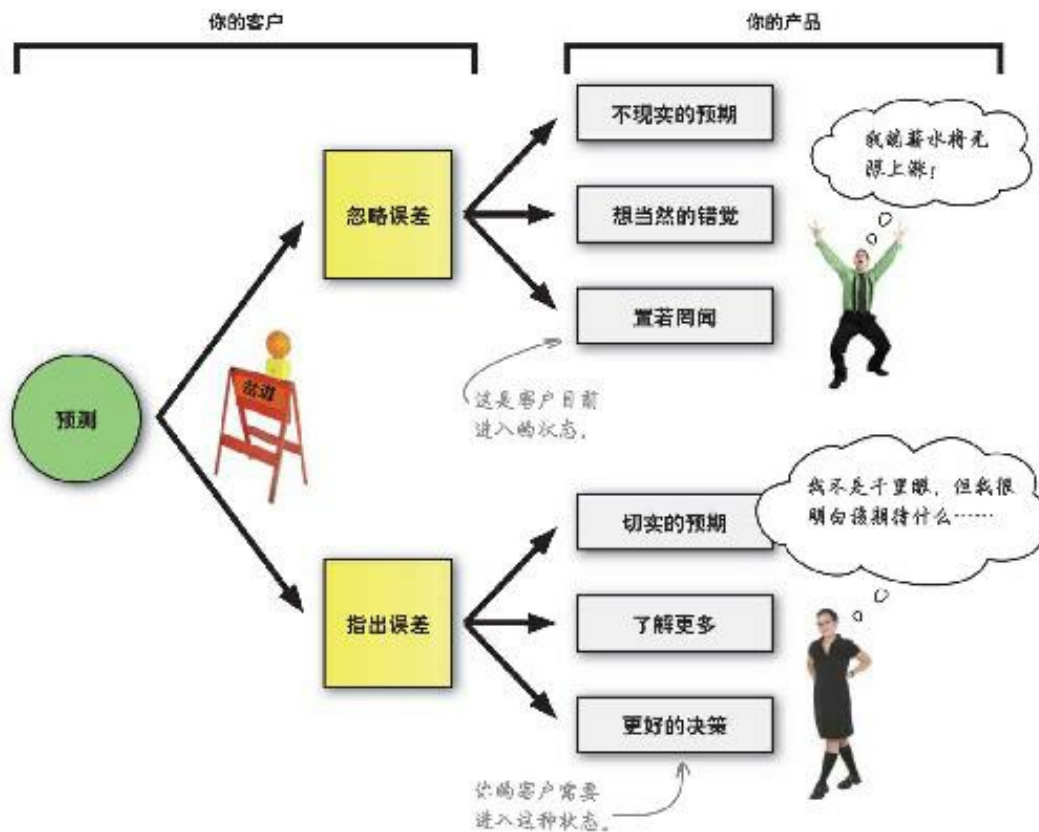 你的客户
你的产品
不现实的预期
我说薪水将无
限上涨！
忽略误差
想当然的错觉
置若罔闻
预测
这是客户目前
进入的状态。
我不是千里眼，但我很
明白该期待什么……
切实的预期
指出误差
了解更多
更好的决策
你的客户需要
进入这种状态。